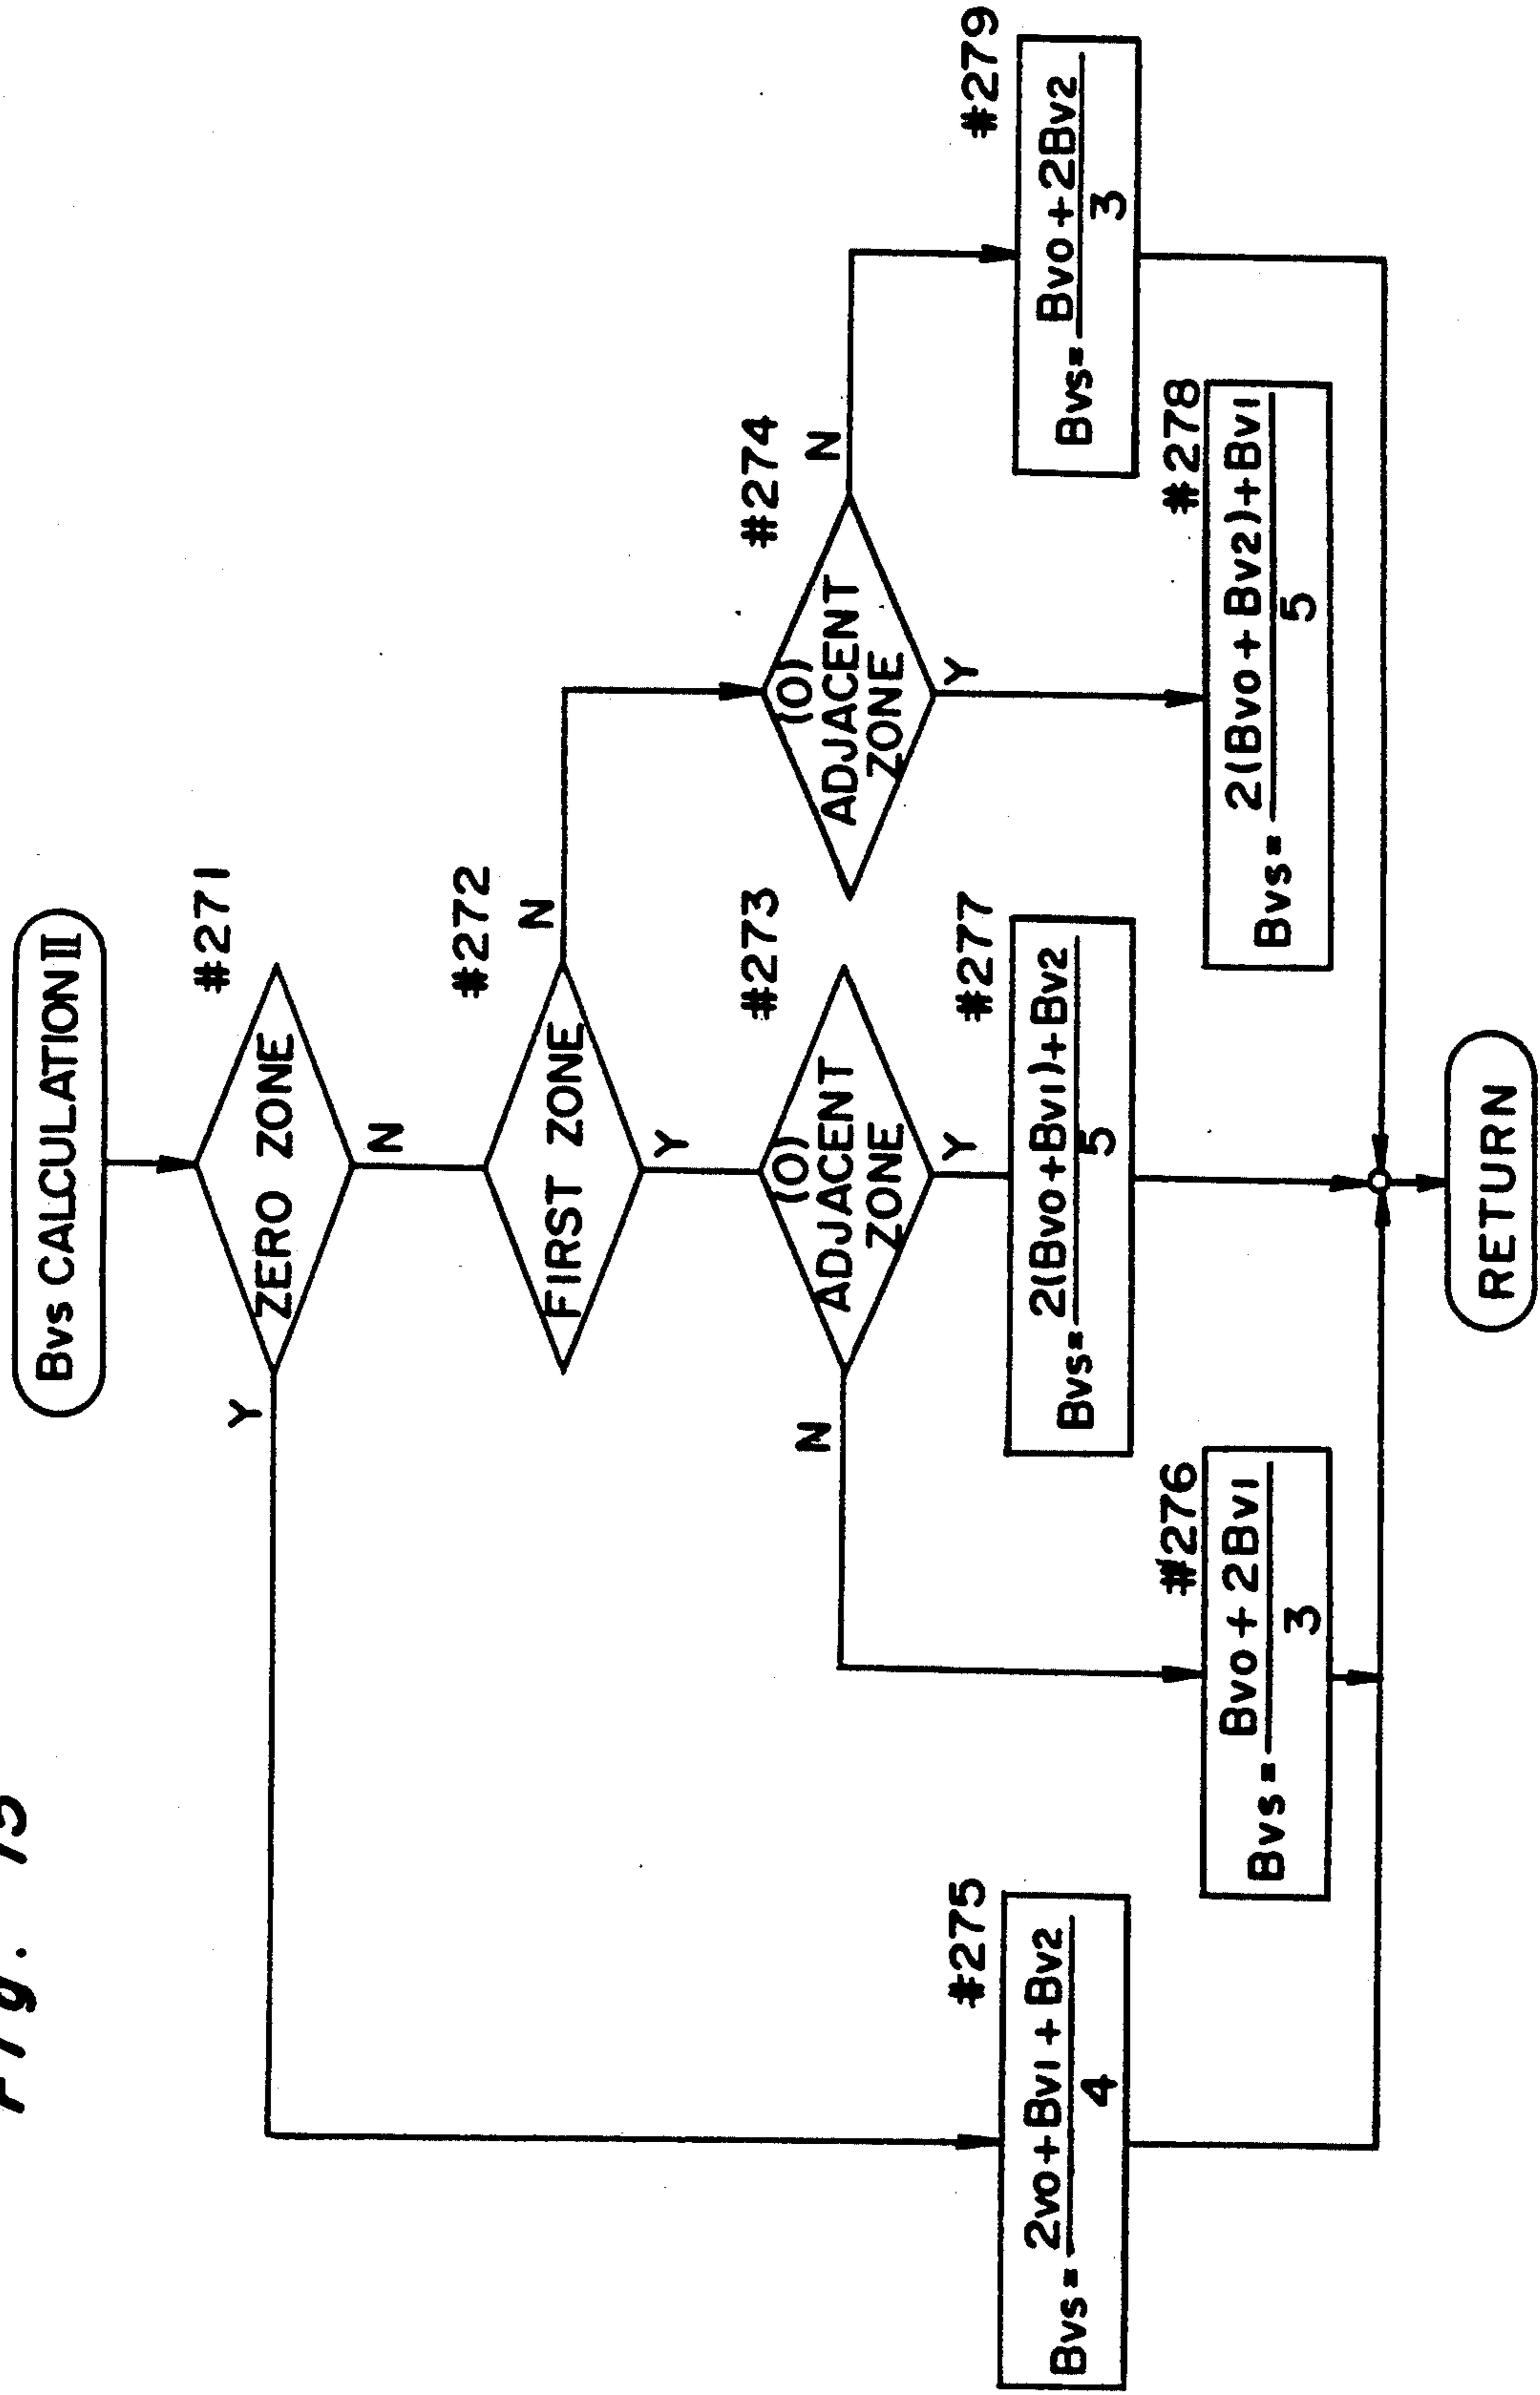 Fig. 15
Bvs CALCULATION II
#271
ZERO ZONE
Y
N
#272
FIRST ZONE
N
Y
#273
(0)
ADJACENT
ZONE
N
Y
#274
(0)
ADJACENT
ZONE
N
Y
#275
Bvs = 2vo + Bv1 + Bv2
4
#276
Bvs = Bvo + 2Bv1
3
#277
Bvs = 2(Bvo + Bv1) + Bv2
5
#278
Bvs = 2(Bvo + Bv2) + Bv1
5
#279
Bvs = Bvo + 2Bv2
3
RETURN